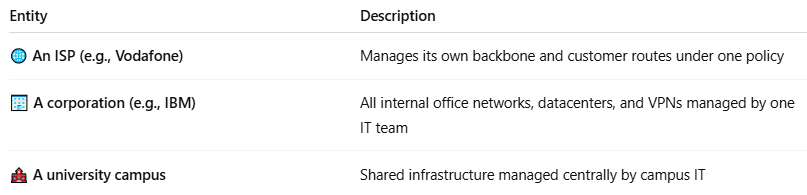 Entity Description
🌐 An ISP (e.g., Vodafone) Manages its own backbone and customer routes under one policy
🏢 A corporation (e.g., IBM) All internal office networks, datacenters, and VPNs managed by one
IT team
🏫 A university campus Shared infrastructure managed centrally by campus IT